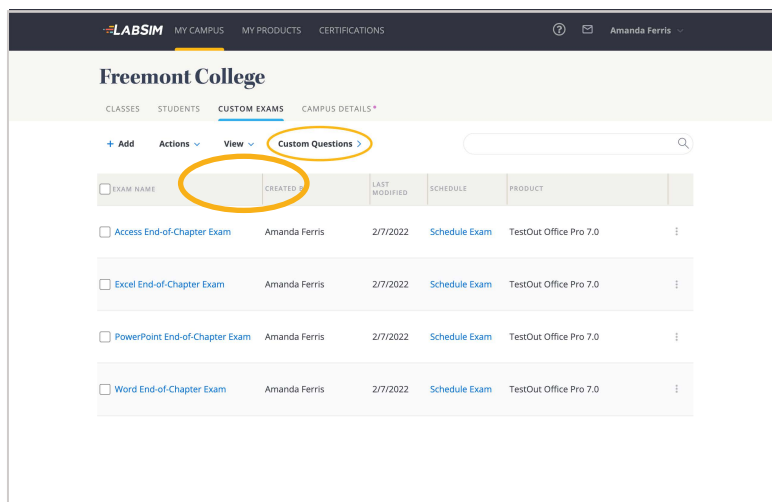 LABSIM MY CAMPUS MY PRODUCTS CERTIFICATIONS ? Amanda Ferris
Freemont College
CLASSES STUDENTS CUSTOM EXAMS CAMPUS DETAILS*
+ Add Actions View Custom Questions >
EXAM NAME CREATED LAST MODIFIED SCHEDULE PRODUCT
Access End-of-Chapter Exam Amanda Ferris 2/7/2022 Schedule Exam TestOut Office Pro 7.0
Excel End-of-Chapter Exam Amanda Ferris 2/7/2022 Schedule Exam TestOut Office Pro 7.0
PowerPoint End-of-Chapter Exam Amanda Ferris 2/7/2022 Schedule Exam TestOut Office Pro 7.0
Word End-of-Chapter Exam Amanda Ferris 2/7/2022 Schedule Exam TestOut Office Pro 7.0